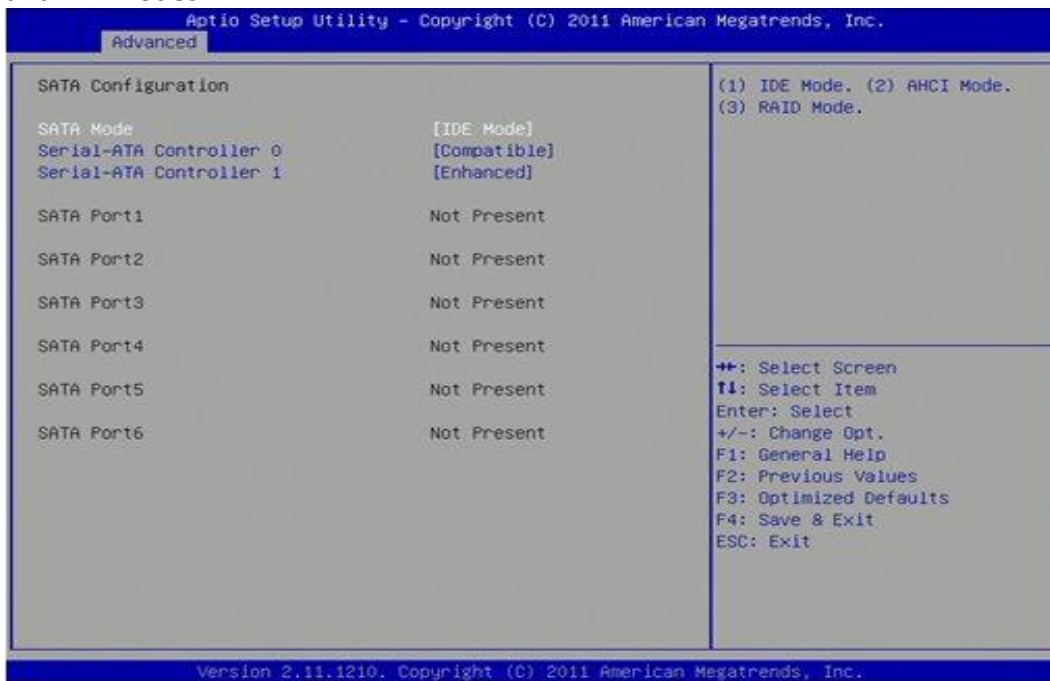 Aptio Setup Utility – Copyright (C) 2011 American Megatrends, Inc.
Advanced
SATA Configuration
SATA Mode [IDE Mode]
Serial-ATA Controller 0 [Compatible]
Serial-ATA Controller 1 [Enhanced]
SATA Port1 Not Present
SATA Port2 Not Present
SATA Port3 Not Present
SATA Port4 Not Present
SATA Port5 Not Present
SATA Port6 Not Present
(1) IDE Mode. (2) AHCI Mode.
(3) RAID Mode.
→←: Select Screen
↑↓: Select Item
Enter: Select
+/-: Change Opt.
F1: General Help
F2: Previous Values
F3: Optimized Defaults
F4: Save & Exit
ESC: Exit
Version 2.11.1210. Copyright (C) 2011 American Megatrends, Inc.